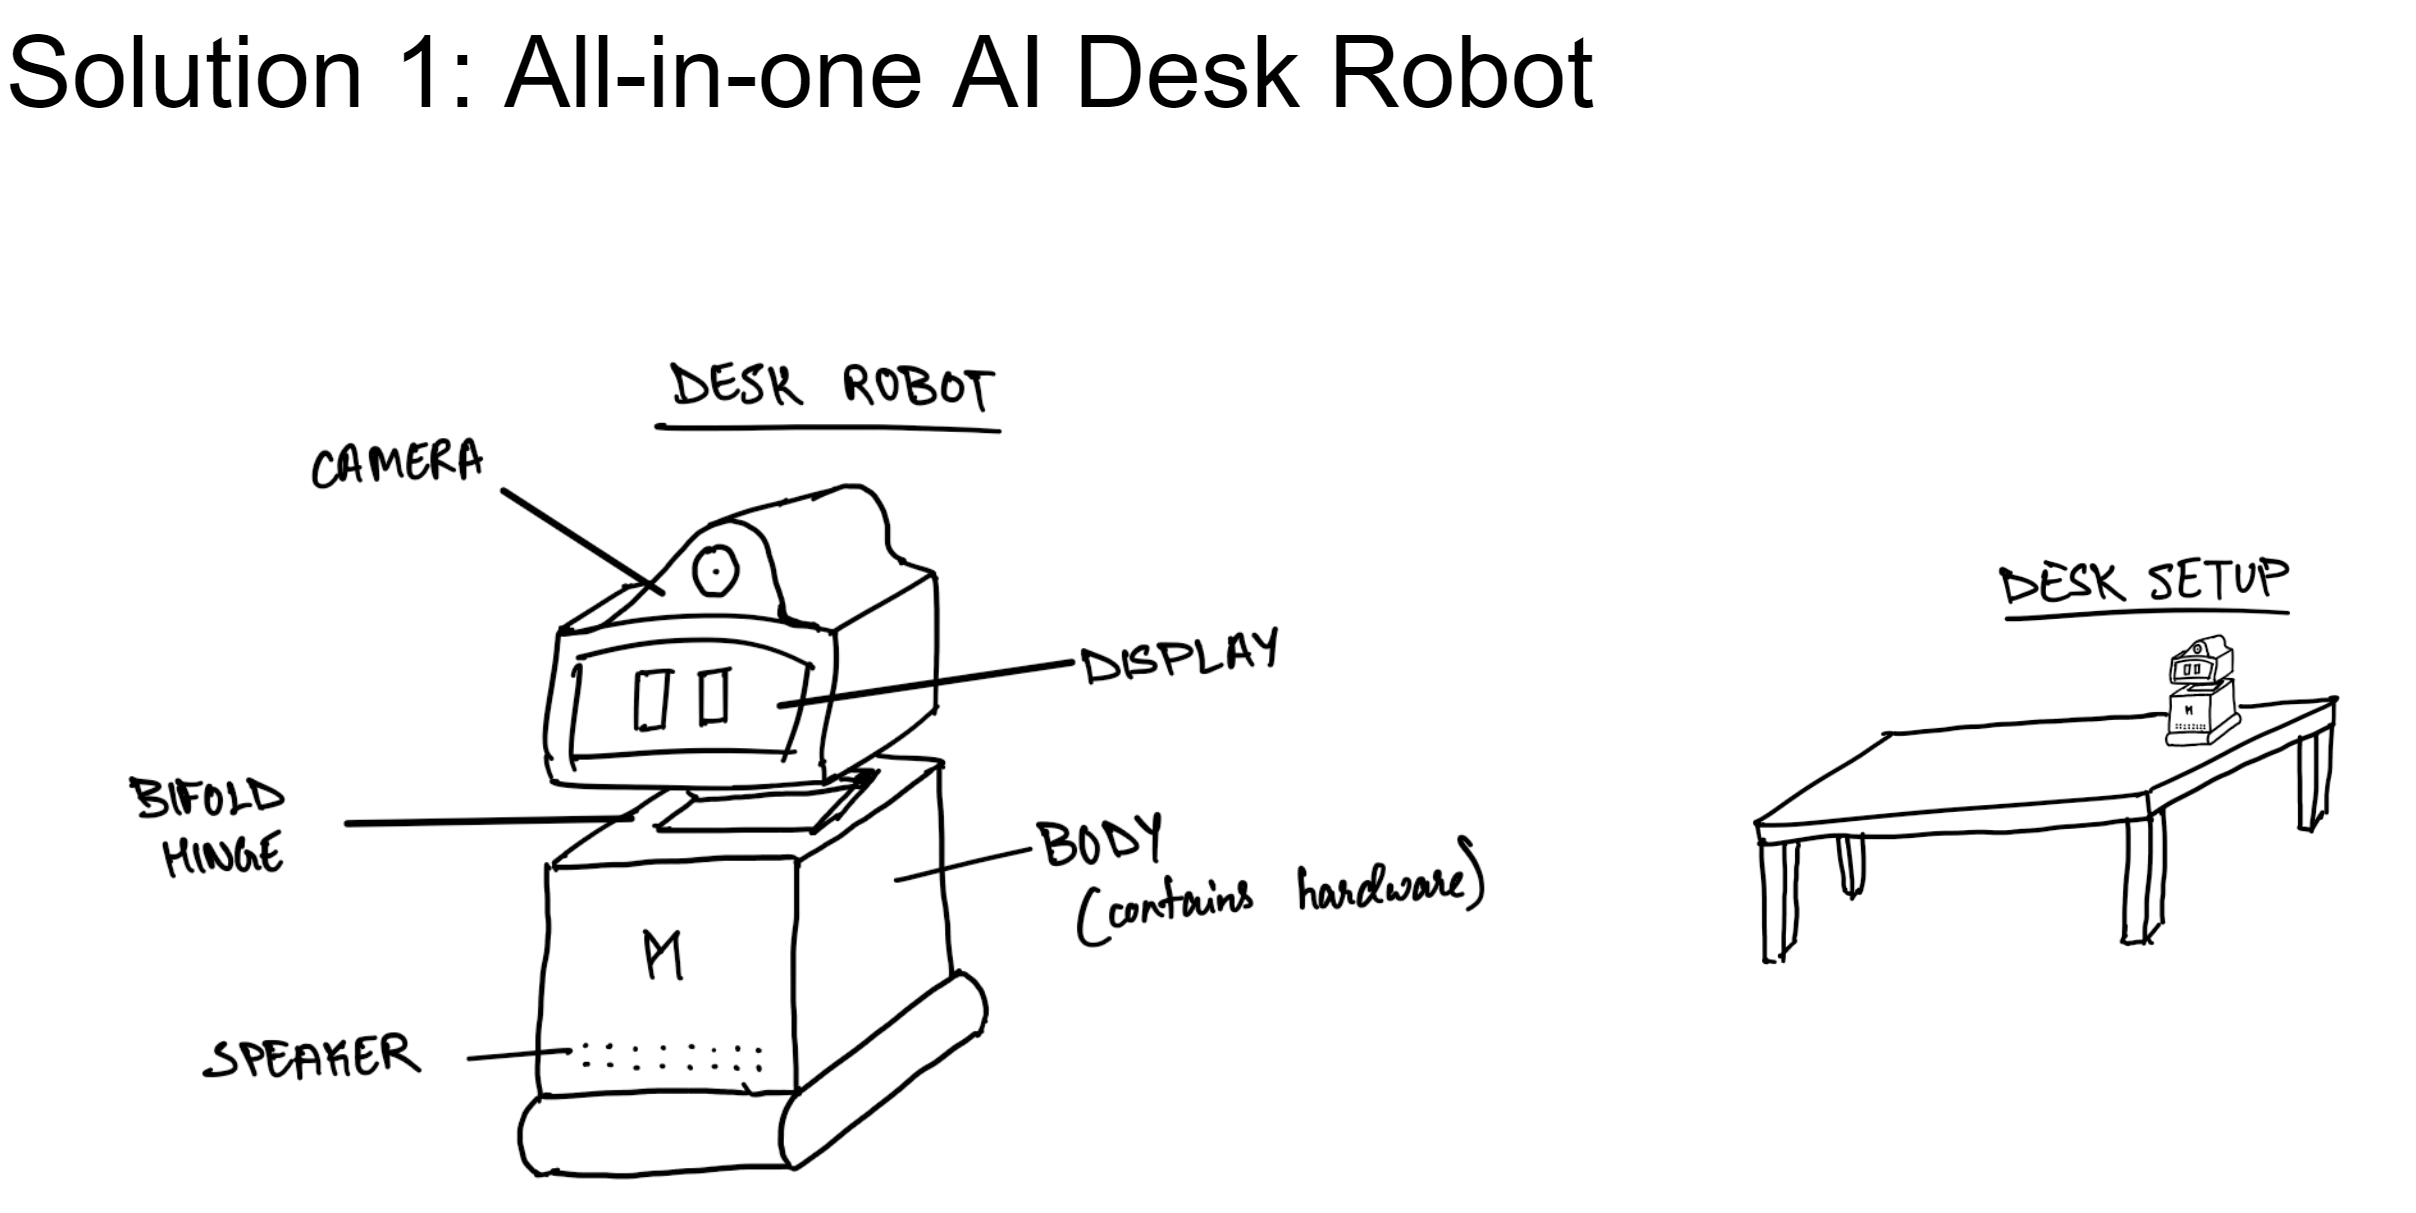 Solution 1: All-in-one AI Desk Robot
DESK ROBOT
CAMERA
DISPLAY
BIFOLD
HINGE
BODY
(contains hardware)
M
SPEAKER
DESK SETUP
M